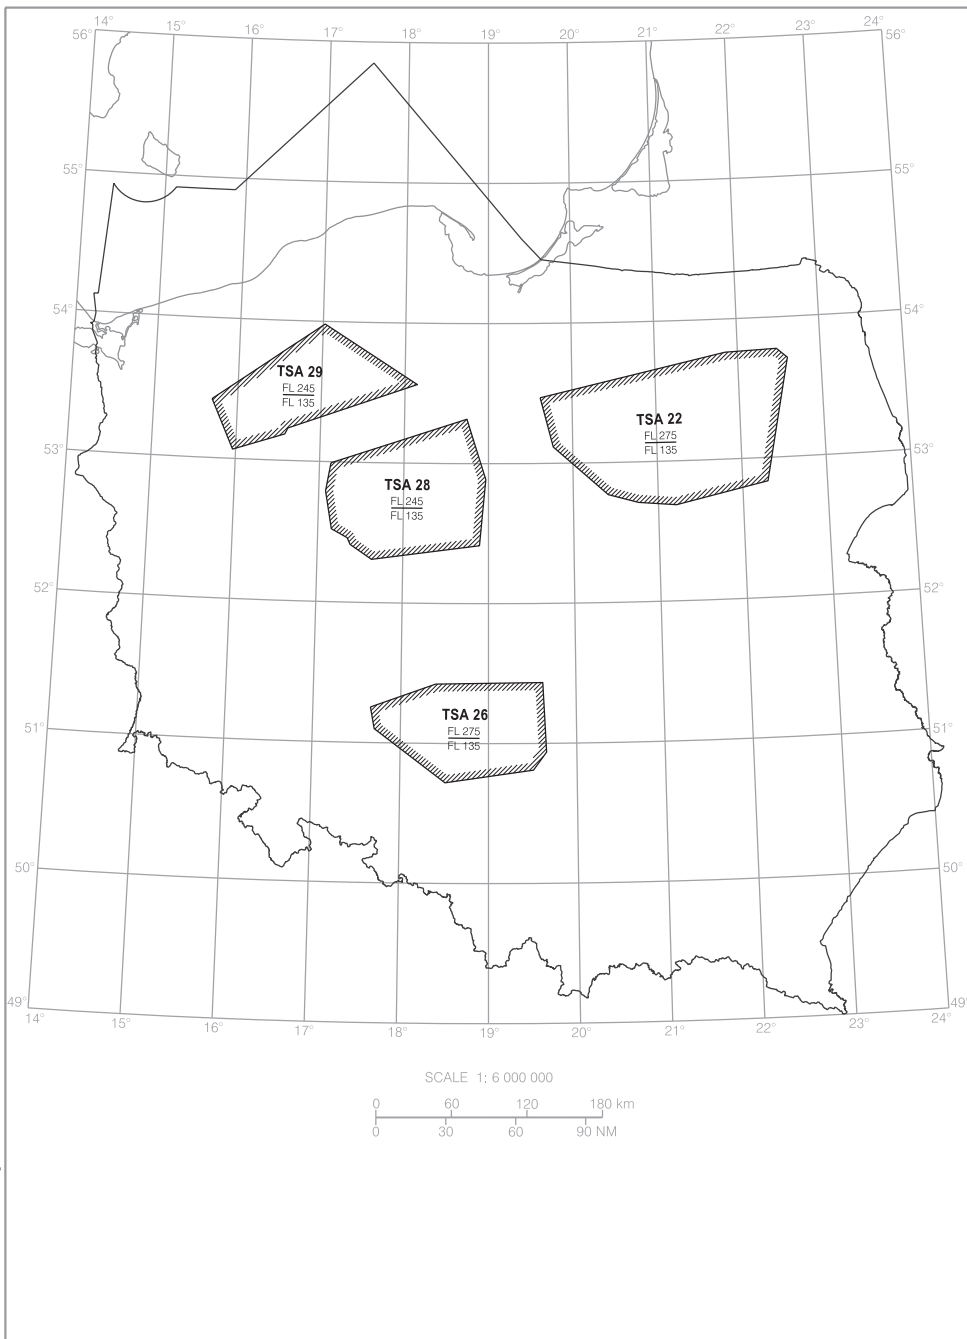 14° 15° 16° 17° 18° 19° 20° 21° 22° 23° 24°
56° 56°
55° 55°
54° 54°
TSA 29
FL 245
FL 135
TSA 22
FL 275
FL 135
53° 53°
TSA 28
FL 245
FL 135
52° 52°
TSA 26
FL 275
FL 135
51° 51°
50° 50°
49° 49°
14° 15° 16° 17° 18° 19° 20° 21° 22° 23° 24°
SCALE 1: 6 000 000
0 60 120 180 km
0 30 60 90 NM